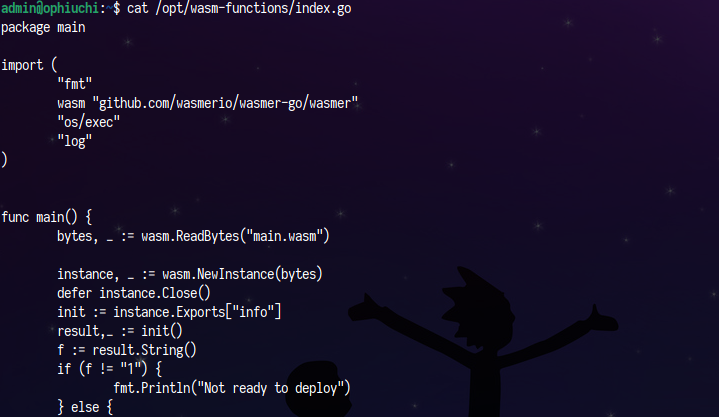 admin@ophiuchi:~$ cat /opt/wasm-functions/index.go
package main
import (
"fmt"
wasm "github.com/wasmerio/wasmer-go/wasmer"
"os/exec"
"log"
)
func main() {
bytes, _ := wasm.ReadBytes("main.wasm")
instance, _ := wasm.NewInstance(bytes)
defer instance.Close()
init := instance.Exports["info"]
result,_ := init()
f := result.String()
if (f != "1") {
fmt.Println("Not ready to deploy")
} else {